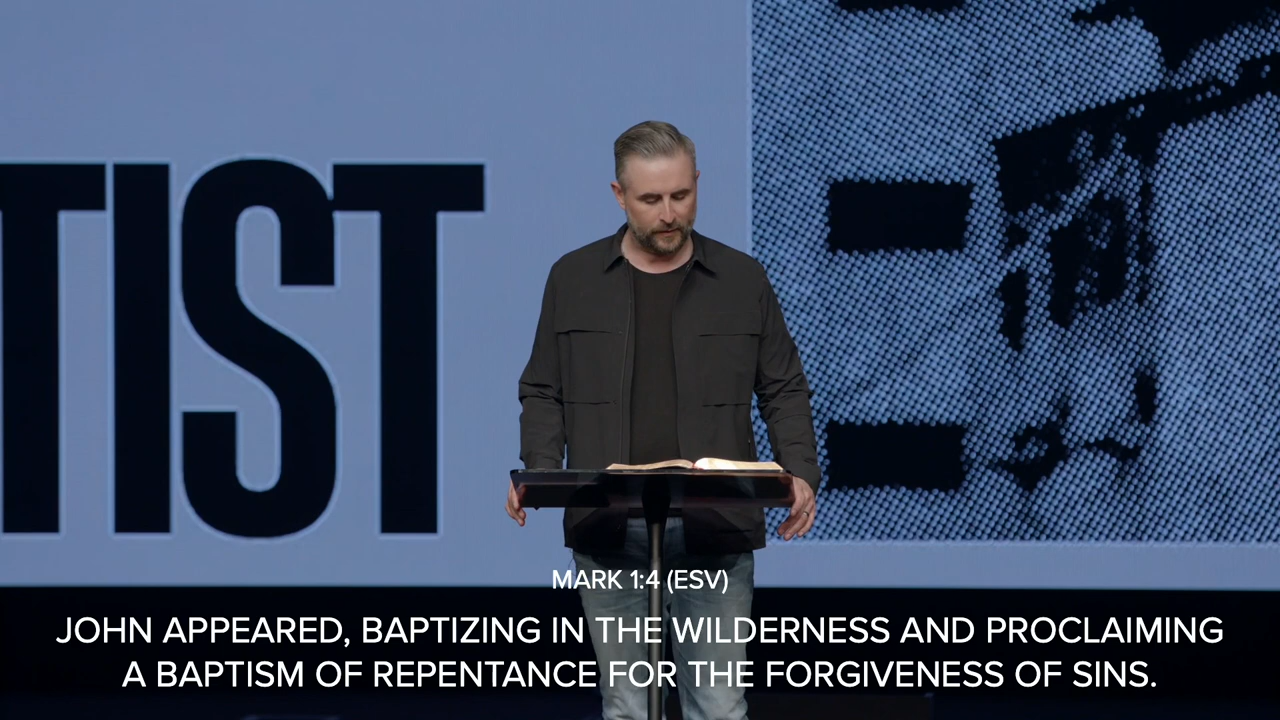 TIST
MARK 1:4 (ESV)
JOHN APPEARED, BAPTIZING IN THE WILDERNESS AND PROCLAIMING
A BAPTISM OF REPENTANCE FOR THE FORGIVENESS OF SINS.